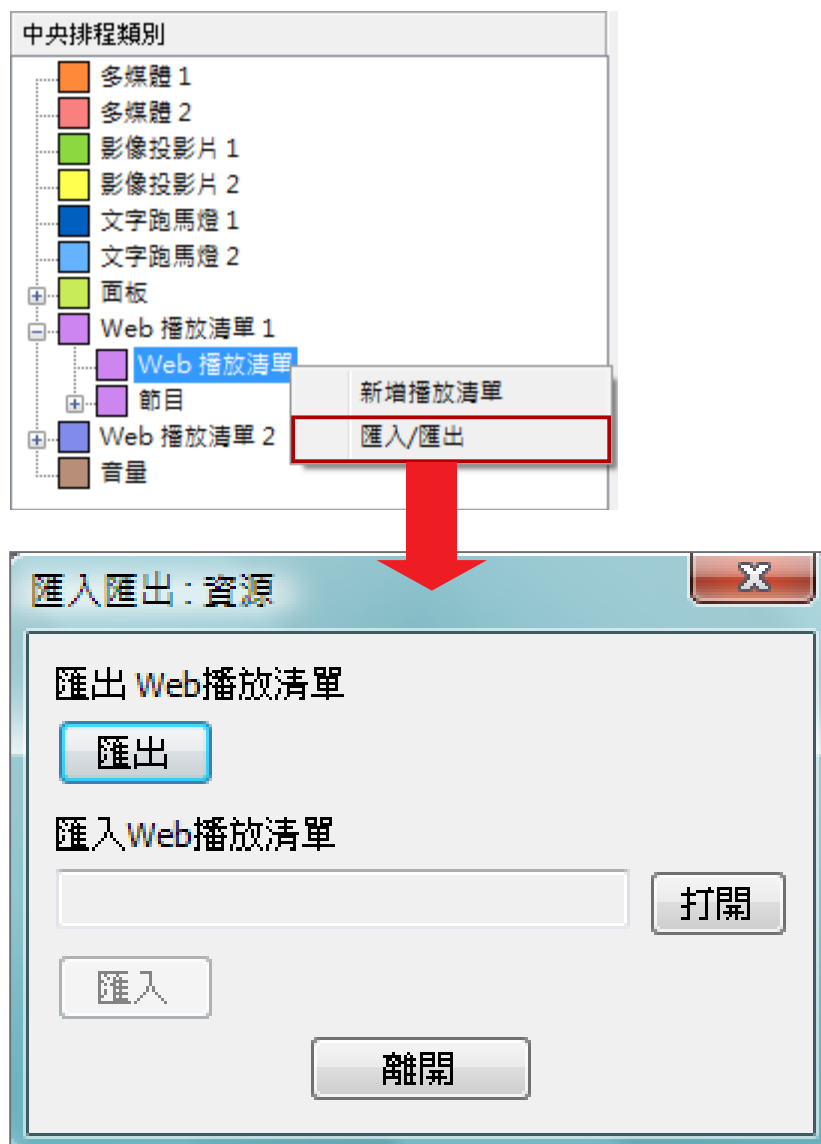 中央排程類別
多媒體 1
多媒體 2
影像投影片 1
影像投影片 2
文字跑馬燈 1
文字跑馬燈 2
面板
Web 播放清單 1
Web 播放清單
節目
Web 播放清單 2
音量
新增播放清單
匯入/匯出
匯入匯出 : 資源
匯出 Web播放清單
匯出
匯入Web播放清單
打開
匯入
離開